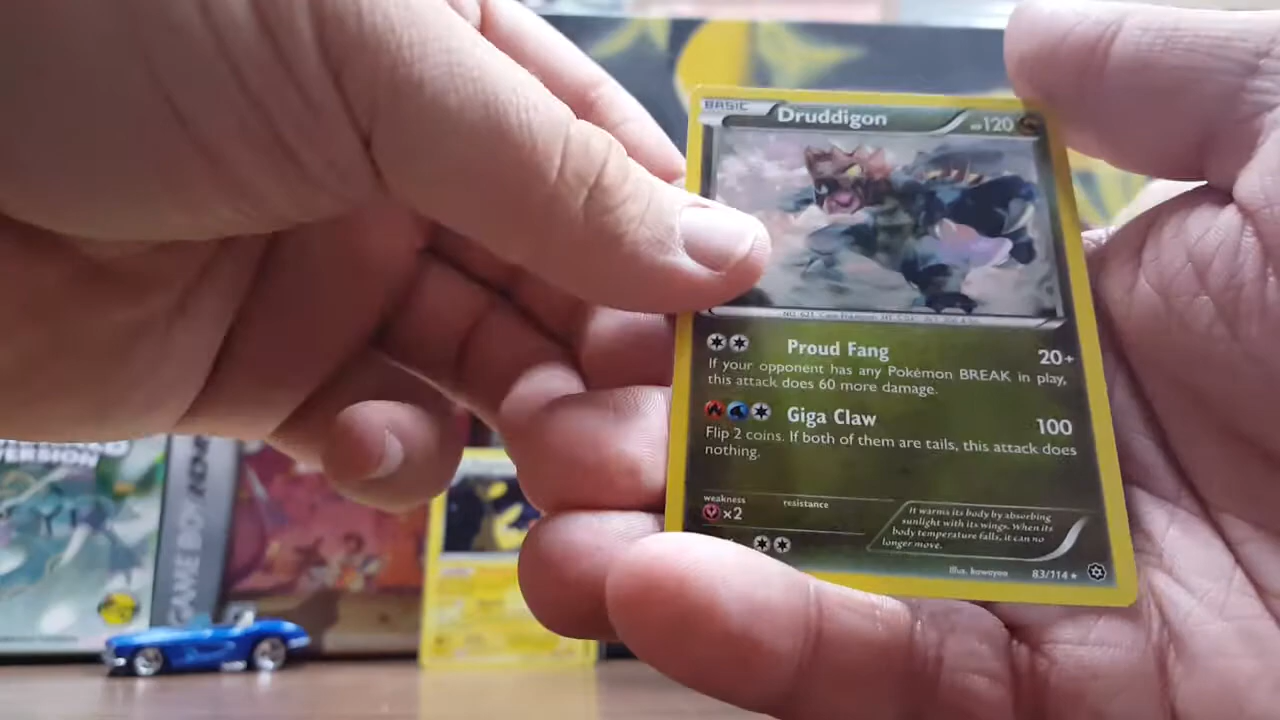 BASIC Druddigon HP120
Proud Fang 20+
If your opponent has any Pokémon BREAK in play,
this attack does 60 more damage.
Giga Claw 100
Flip 2 coins. If both of them are tails, this attack does
nothing.
weakness resistance
×2
It warms its body by absorbing
sunlight with its wings. When its
body temperature falls, it can no
longer move.
Illus. kawayoo 83/114 ★
VERSION
GAME BOY